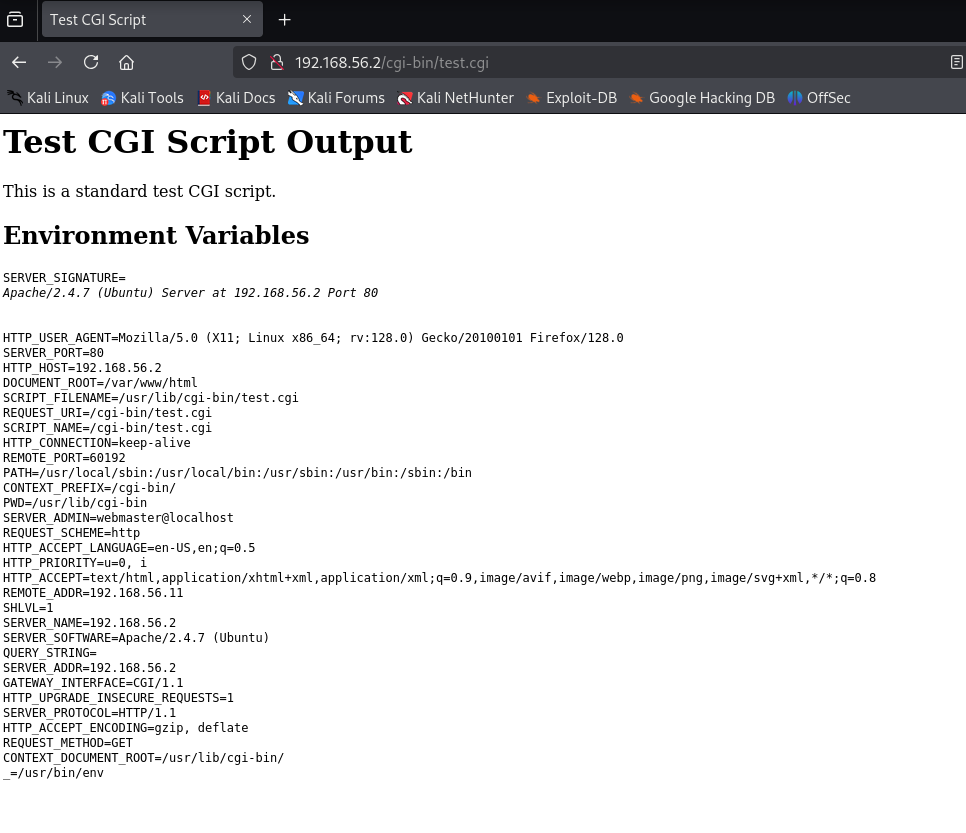 Test CGI Script
192.168.56.2/cgi-bin/test.cgi
Kali Linux Kali Tools Kali Docs Kali Forums Kali NetHunter Exploit-DB Google Hacking DB OffSec
Test CGI Script Output
This is a standard test CGI script.
Environment Variables
SERVER_SIGNATURE=
Apache/2.4.7 (Ubuntu) Server at 192.168.56.2 Port 80
HTTP_USER_AGENT=Mozilla/5.0 (X11; Linux x86_64; rv:128.0) Gecko/20100101 Firefox/128.0
SERVER_PORT=80
HTTP_HOST=192.168.56.2
DOCUMENT_ROOT=/var/www/html
SCRIPT_FILENAME=/usr/lib/cgi-bin/test.cgi
REQUEST_URI=/cgi-bin/test.cgi
SCRIPT_NAME=/cgi-bin/test.cgi
HTTP_CONNECTION=keep-alive
REMOTE_PORT=60192
PATH=/usr/local/sbin:/usr/local/bin:/usr/sbin:/usr/bin:/sbin:/bin
CONTEXT_PREFIX=/cgi-bin/
PWD=/usr/lib/cgi-bin
SERVER_ADMIN=webmaster@localhost
REQUEST_SCHEME=http
HTTP_ACCEPT_LANGUAGE=en-US,en;q=0.5
HTTP_PRIORITY=u=0, i
HTTP_ACCEPT=text/html,application/xhtml+xml,application/xml;q=0.9,image/avif,image/webp,image/png,image/svg+xml,*/*;q=0.8
REMOTE_ADDR=192.168.56.11
SHLVL=1
SERVER_NAME=192.168.56.2
SERVER_SOFTWARE=Apache/2.4.7 (Ubuntu)
QUERY_STRING=
SERVER_ADDR=192.168.56.2
GATEWAY_INTERFACE=CGI/1.1
HTTP_UPGRADE_INSECURE_REQUESTS=1
SERVER_PROTOCOL=HTTP/1.1
HTTP_ACCEPT_ENCODING=gzip, deflate
REQUEST_METHOD=GET
CONTEXT_DOCUMENT_ROOT=/usr/lib/cgi-bin/
_=/usr/bin/env